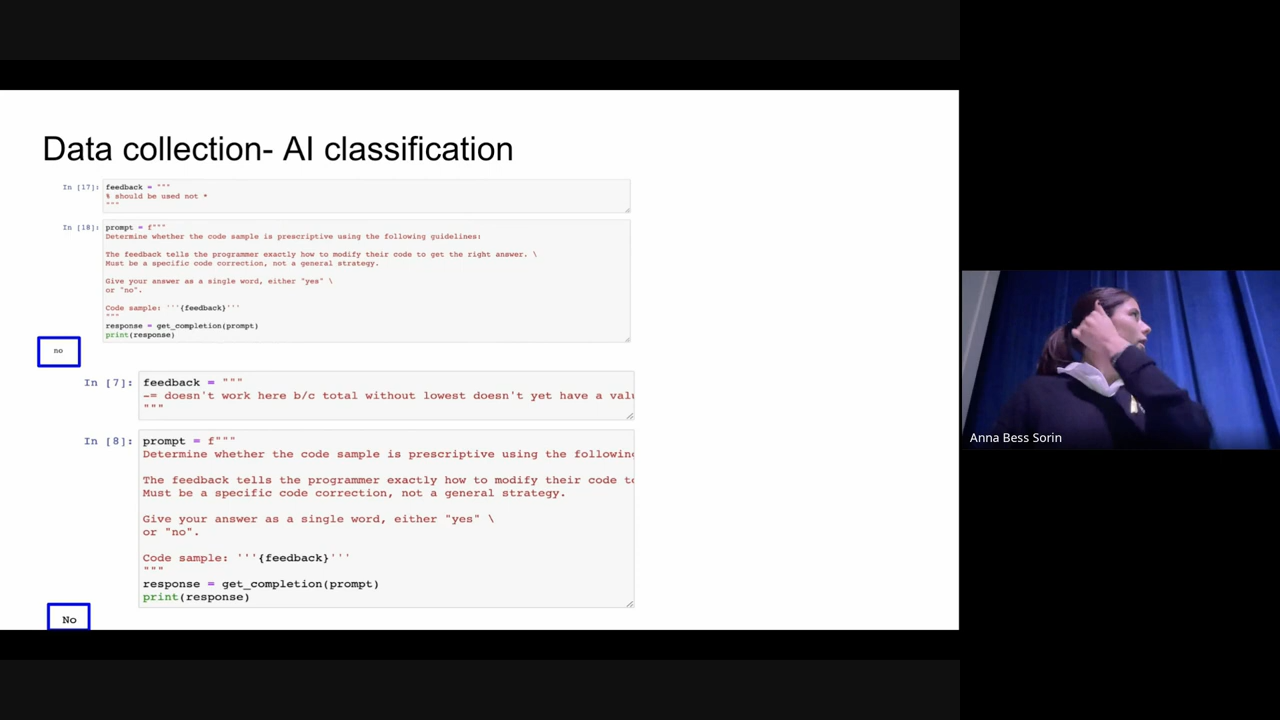 Data collection- AI classification
In [17]:
feedback = """
% should be used not *
"""
In [18]:
prompt = f"""
Determine whether the code sample is prescriptive using the following guidelines:
The feedback tells the programmer exactly how to modify their code to get the right answer. \
Must be a specific code correction, not a general strategy.
Give your answer as a single word, either "yes" \
or "no".
Code sample: '''{feedback}'''
"""
response = get_completion(prompt)
print(response)
no
In [7]:
feedback = """
-= doesn't work here b/c total without lowest doesn't yet have a valu
"""
In [8]:
prompt = f"""
Determine whether the code sample is prescriptive using the followin
The feedback tells the programmer exactly how to modify their code to
Must be a specific code correction, not a general strategy.
Give your answer as a single word, either "yes" \
or "no".
Code sample: '''{feedback}'''
"""
response = get_completion(prompt)
print(response)
No
Anna Bess Sorin